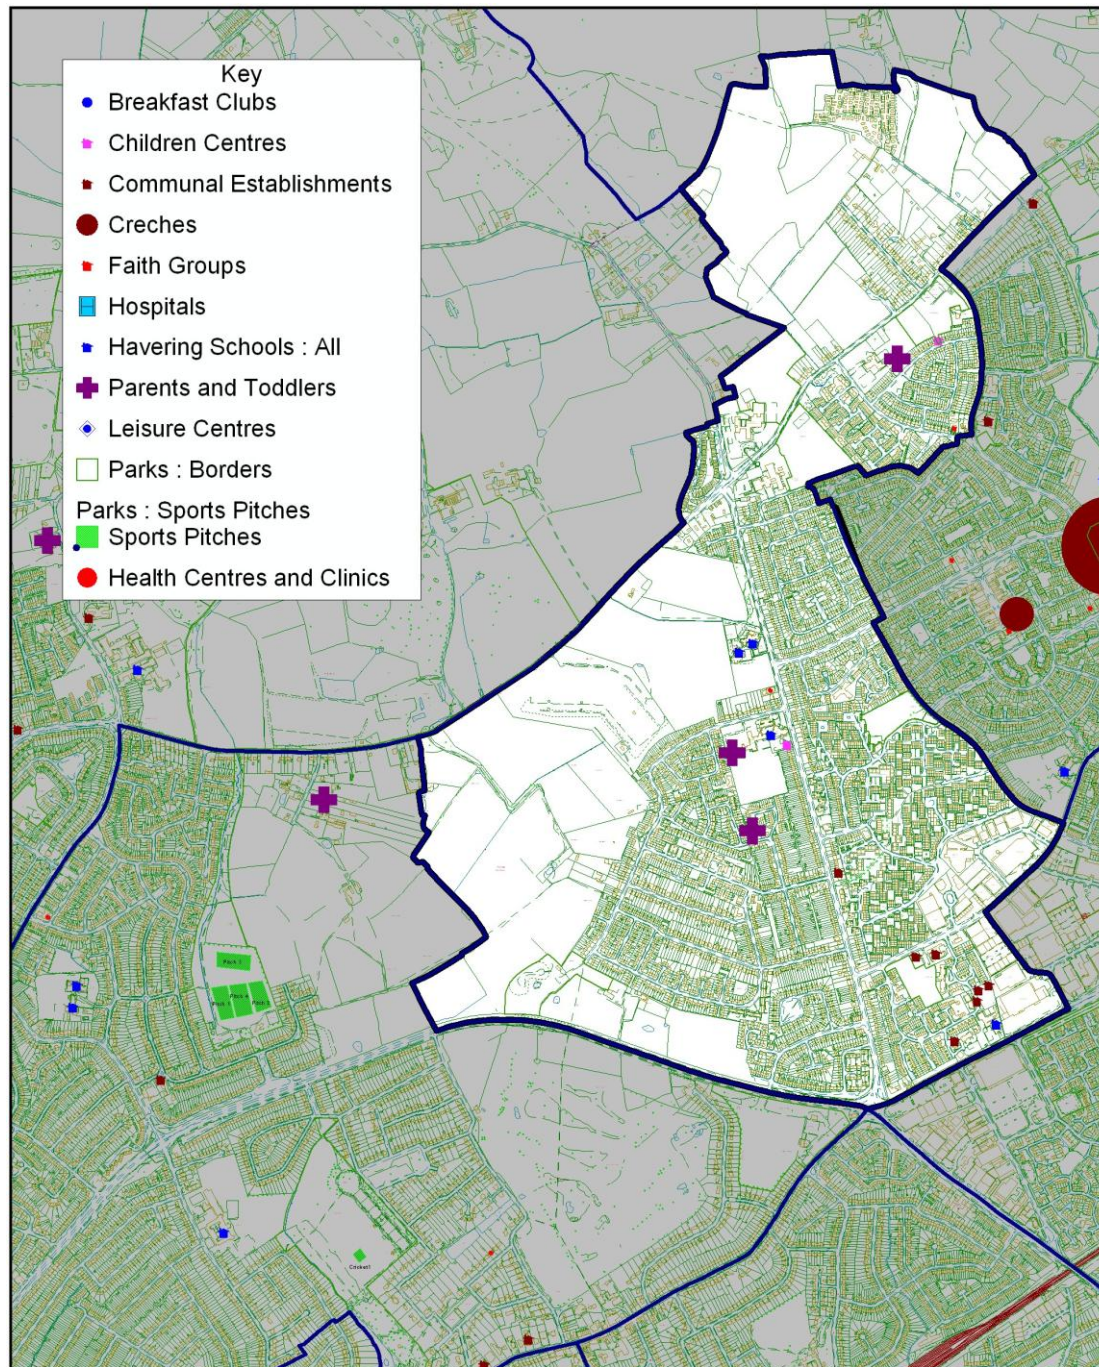 Key
Breakfast Clubs
Children Centres
Communal Establishments
Creches
Faith Groups
Hospitals
Havering Schools : All
Parents and Toddlers
Leisure Centres
Parks : Borders
Parks : Sports Pitches
Sports Pitches
Health Centres and Clinics